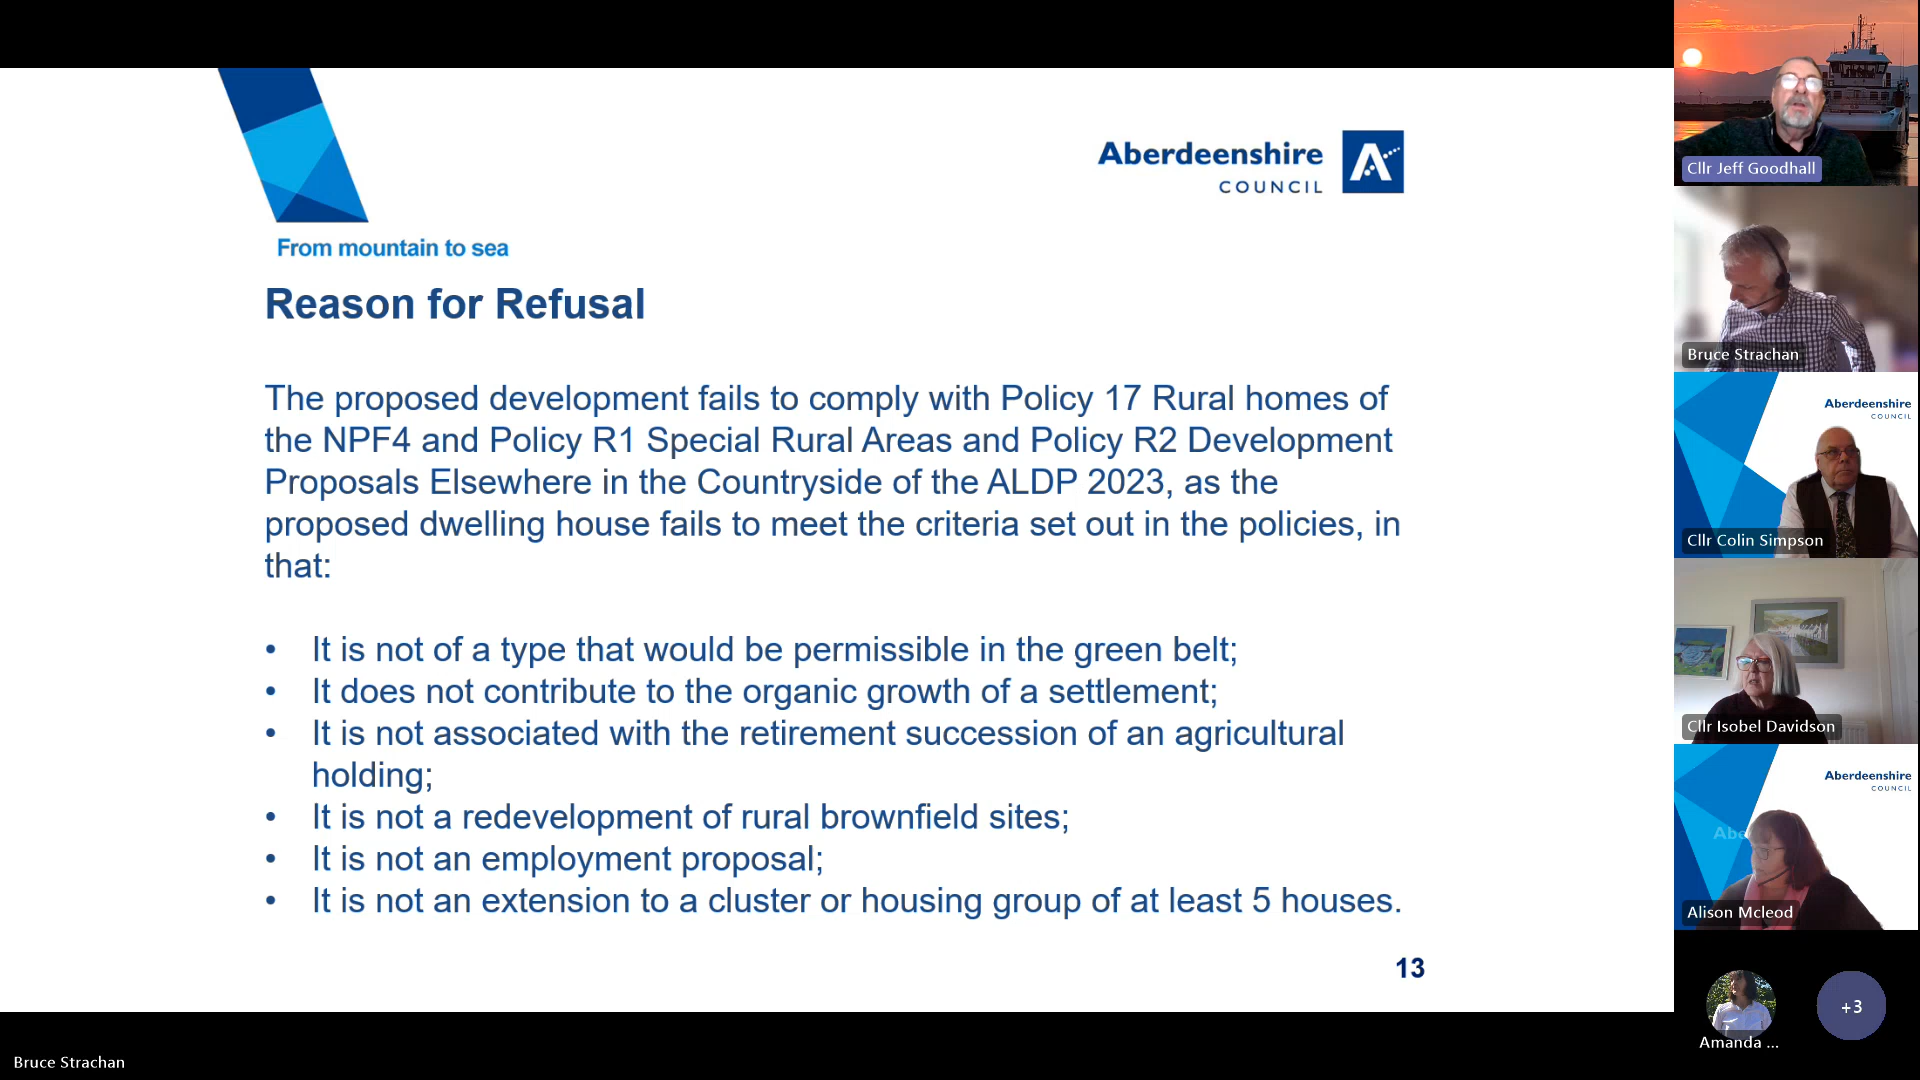 Aberdeenshire
COUNCIL
From mountain to sea
Reason for Refusal
The proposed development fails to comply with Policy 17 Rural homes of
the NPF4 and Policy R1 Special Rural Areas and Policy R2 Development
Proposals Elsewhere in the Countryside of the ALDP 2023, as the
proposed dwelling house fails to meet the criteria set out in the policies, in
that:
• It is not of a type that would be permissible in the green belt;
• It does not contribute to the organic growth of a settlement;
• It is not associated with the retirement succession of an agricultural
holding;
• It is not a redevelopment of rural brownfield sites;
• It is not an employment proposal;
• It is not an extension to a cluster or housing group of at least 5 houses.
13
Bruce Strachan
Cllr Jeff Goodhall
Bruce Strachan
Aberdeenshire
COUNCIL
Cllr Colin Simpson
Cllr Isobel Davidson
Aberdeenshire
COUNCIL
Abe
Alison Mcleod
Amanda ...
+3